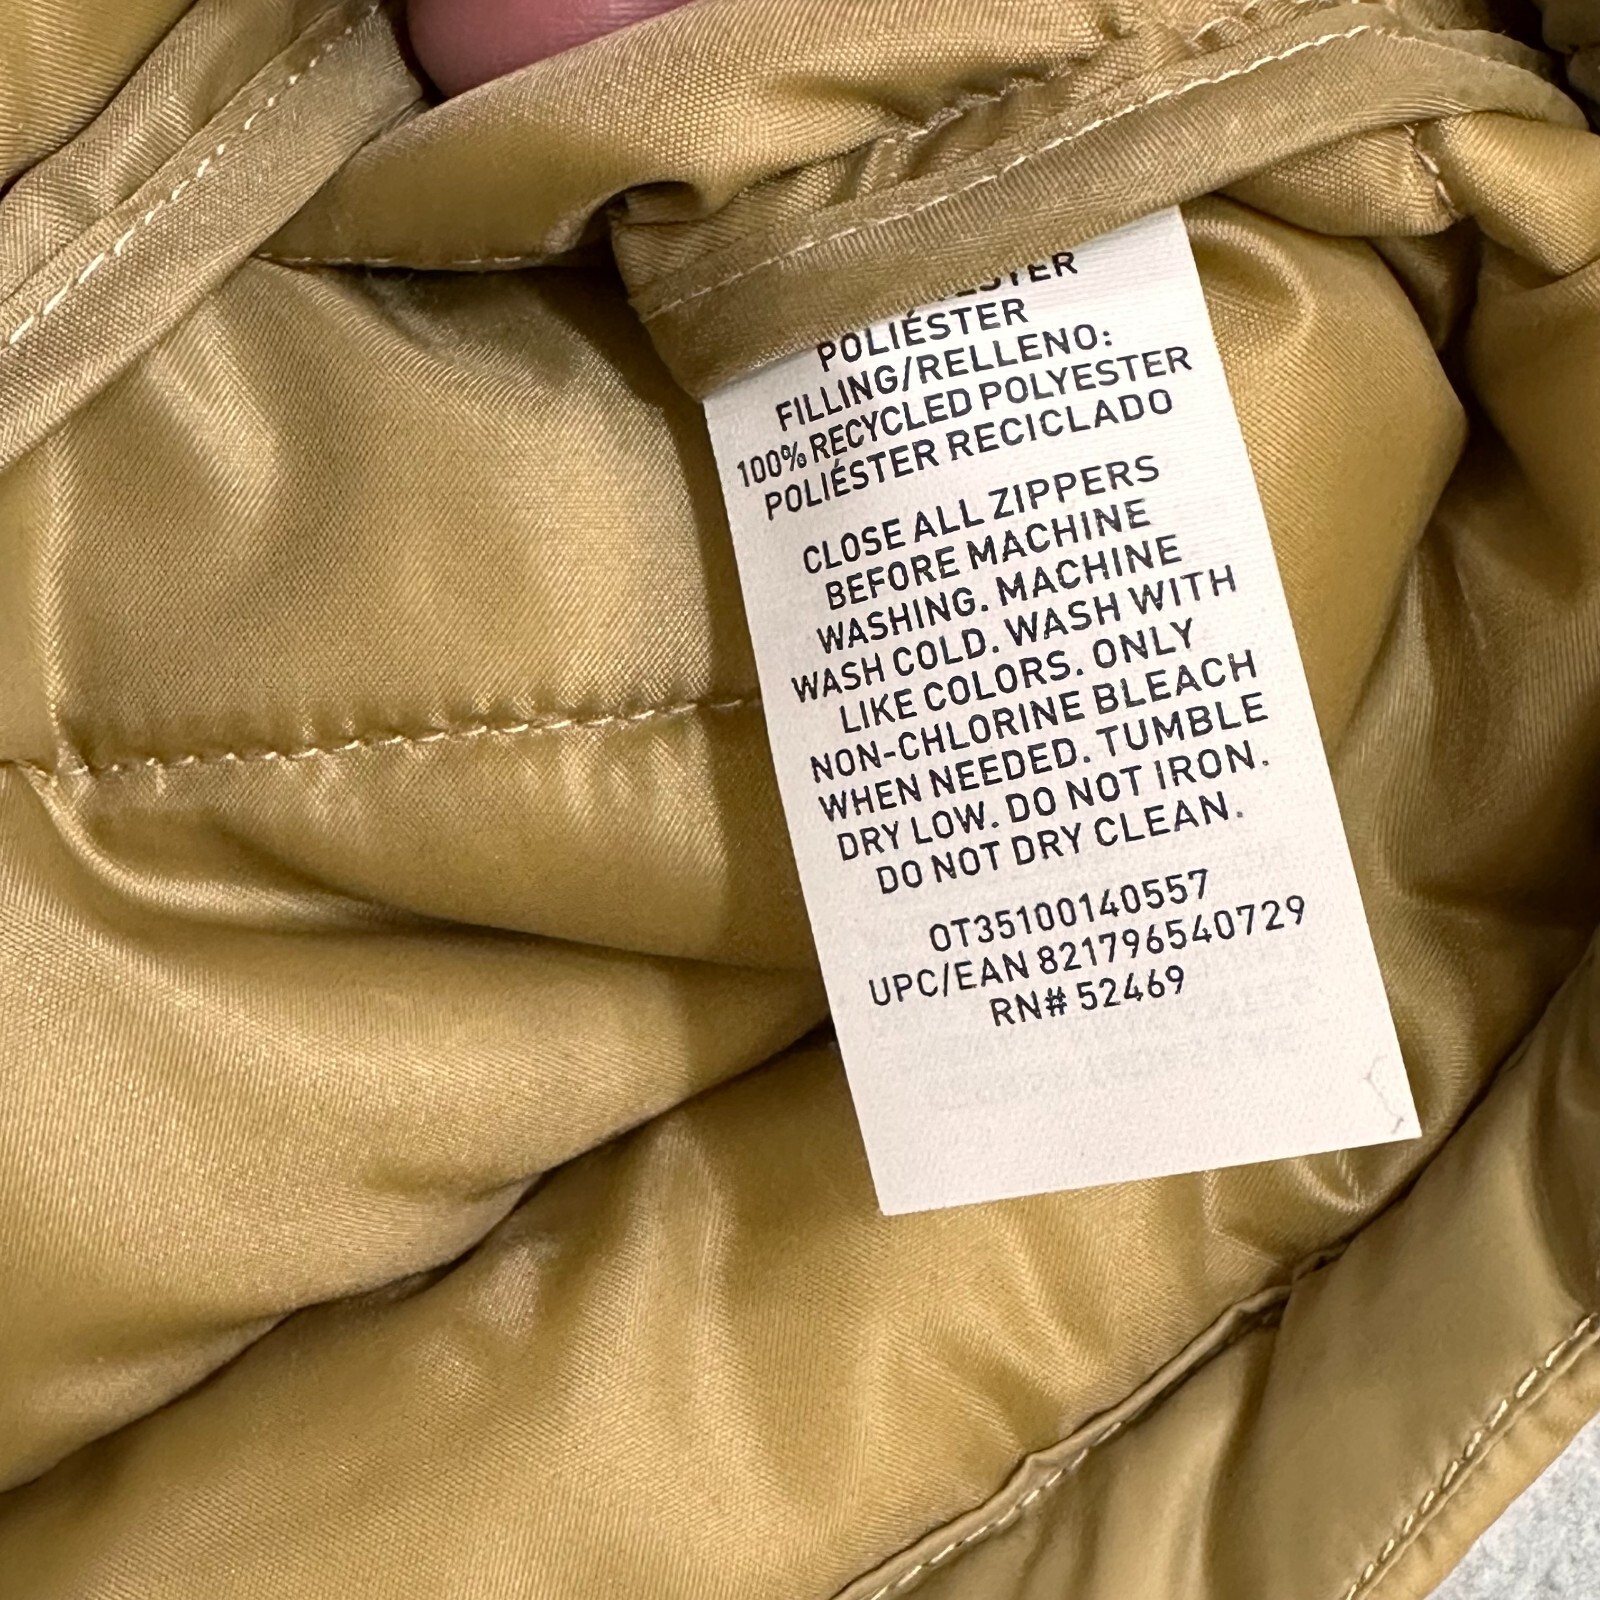 POLIÉSTER
FILLING/RELLENO:
100% RECYCLED POLYESTER
POLIÉSTER RECICLADO
CLOSE ALL ZIPPERS
BEFORE MACHINE
WASHING. MACHINE
WASH COLD. WASH WITH
LIKE COLORS. ONLY
NON-CHLORINE BLEACH
WHEN NEEDED. TUMBLE
DRY LOW. DO NOT IRON.
DO NOT DRY CLEAN.
OT35100140557
UPC/EAN 821796540729
RN# 52469